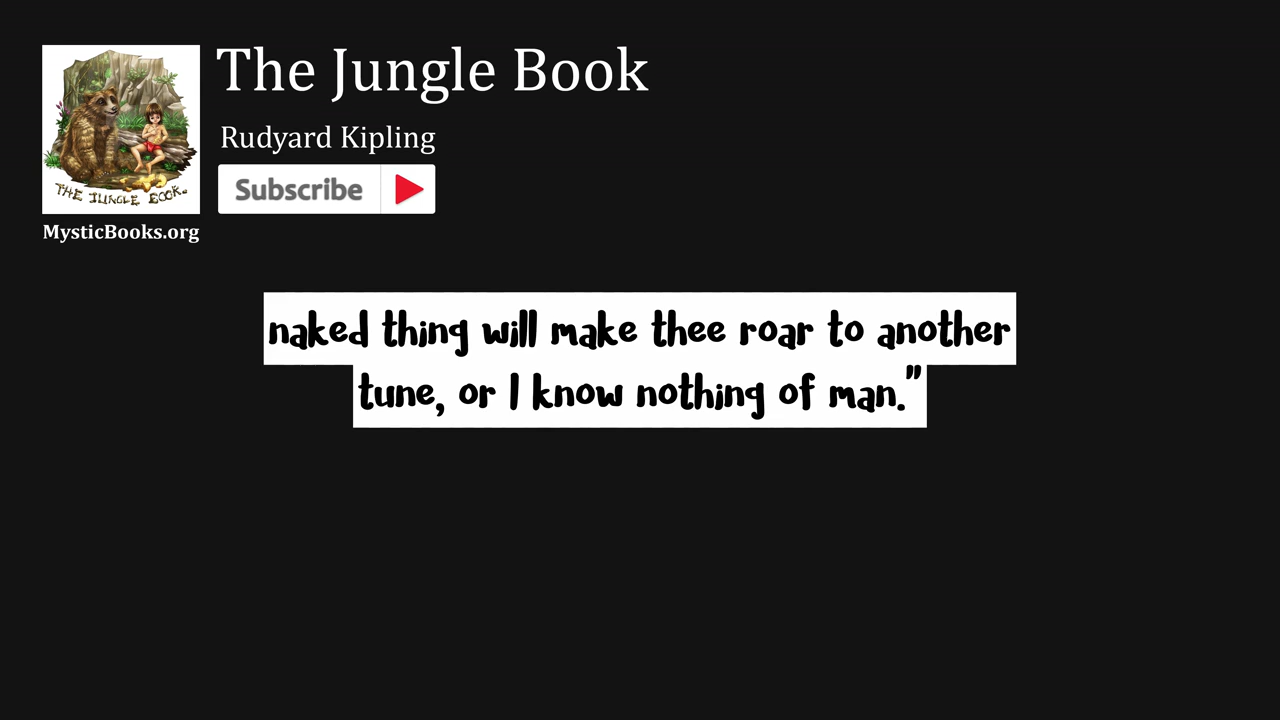 The Jungle Book
Rudyard Kipling
Subscribe
THE JUNGLE BOOK.
MysticBooks.org
naked thing will make thee roar to another
tune, or I know nothing of man."